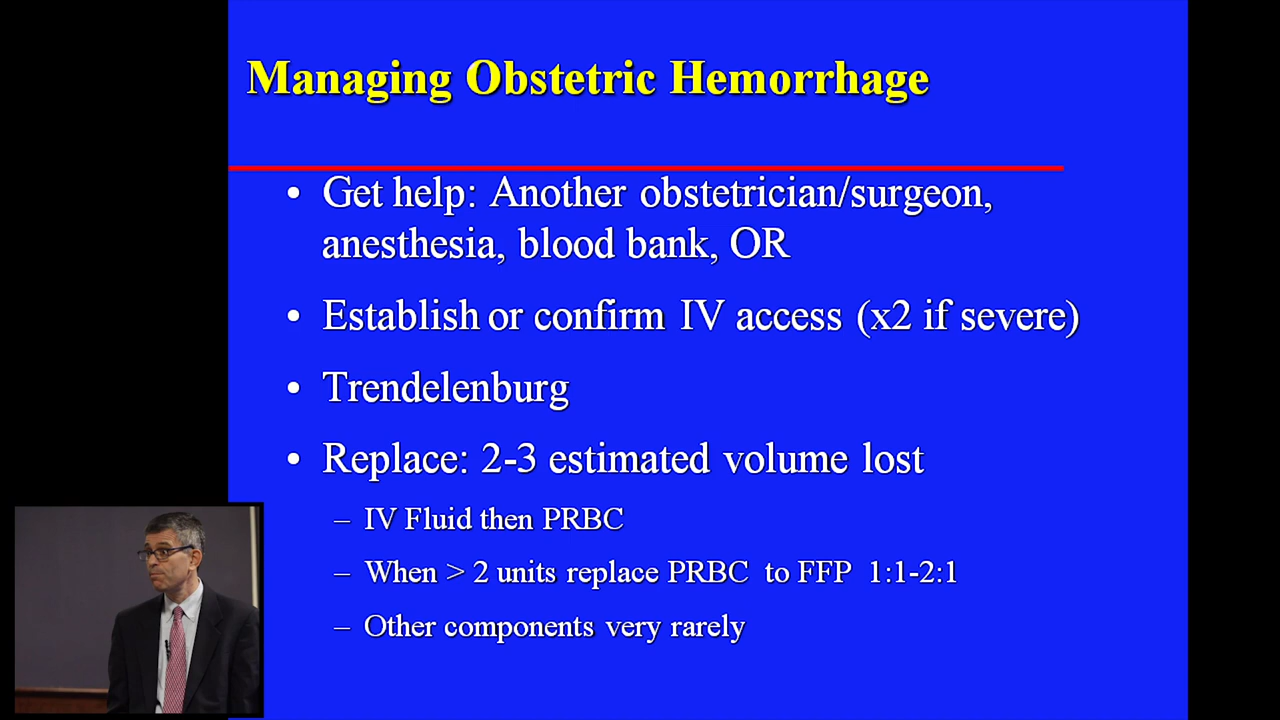 Managing Obstetric Hemorrhage
• Get help: Another obstetrician/surgeon,
anesthesia, blood bank, OR
• Establish or confirm IV access (x2 if severe)
• Trendelenburg
• Replace: 2-3 estimated volume lost
– IV Fluid then PRBC
– When > 2 units replace PRBC to FFP 1:1-2:1
– Other components very rarely